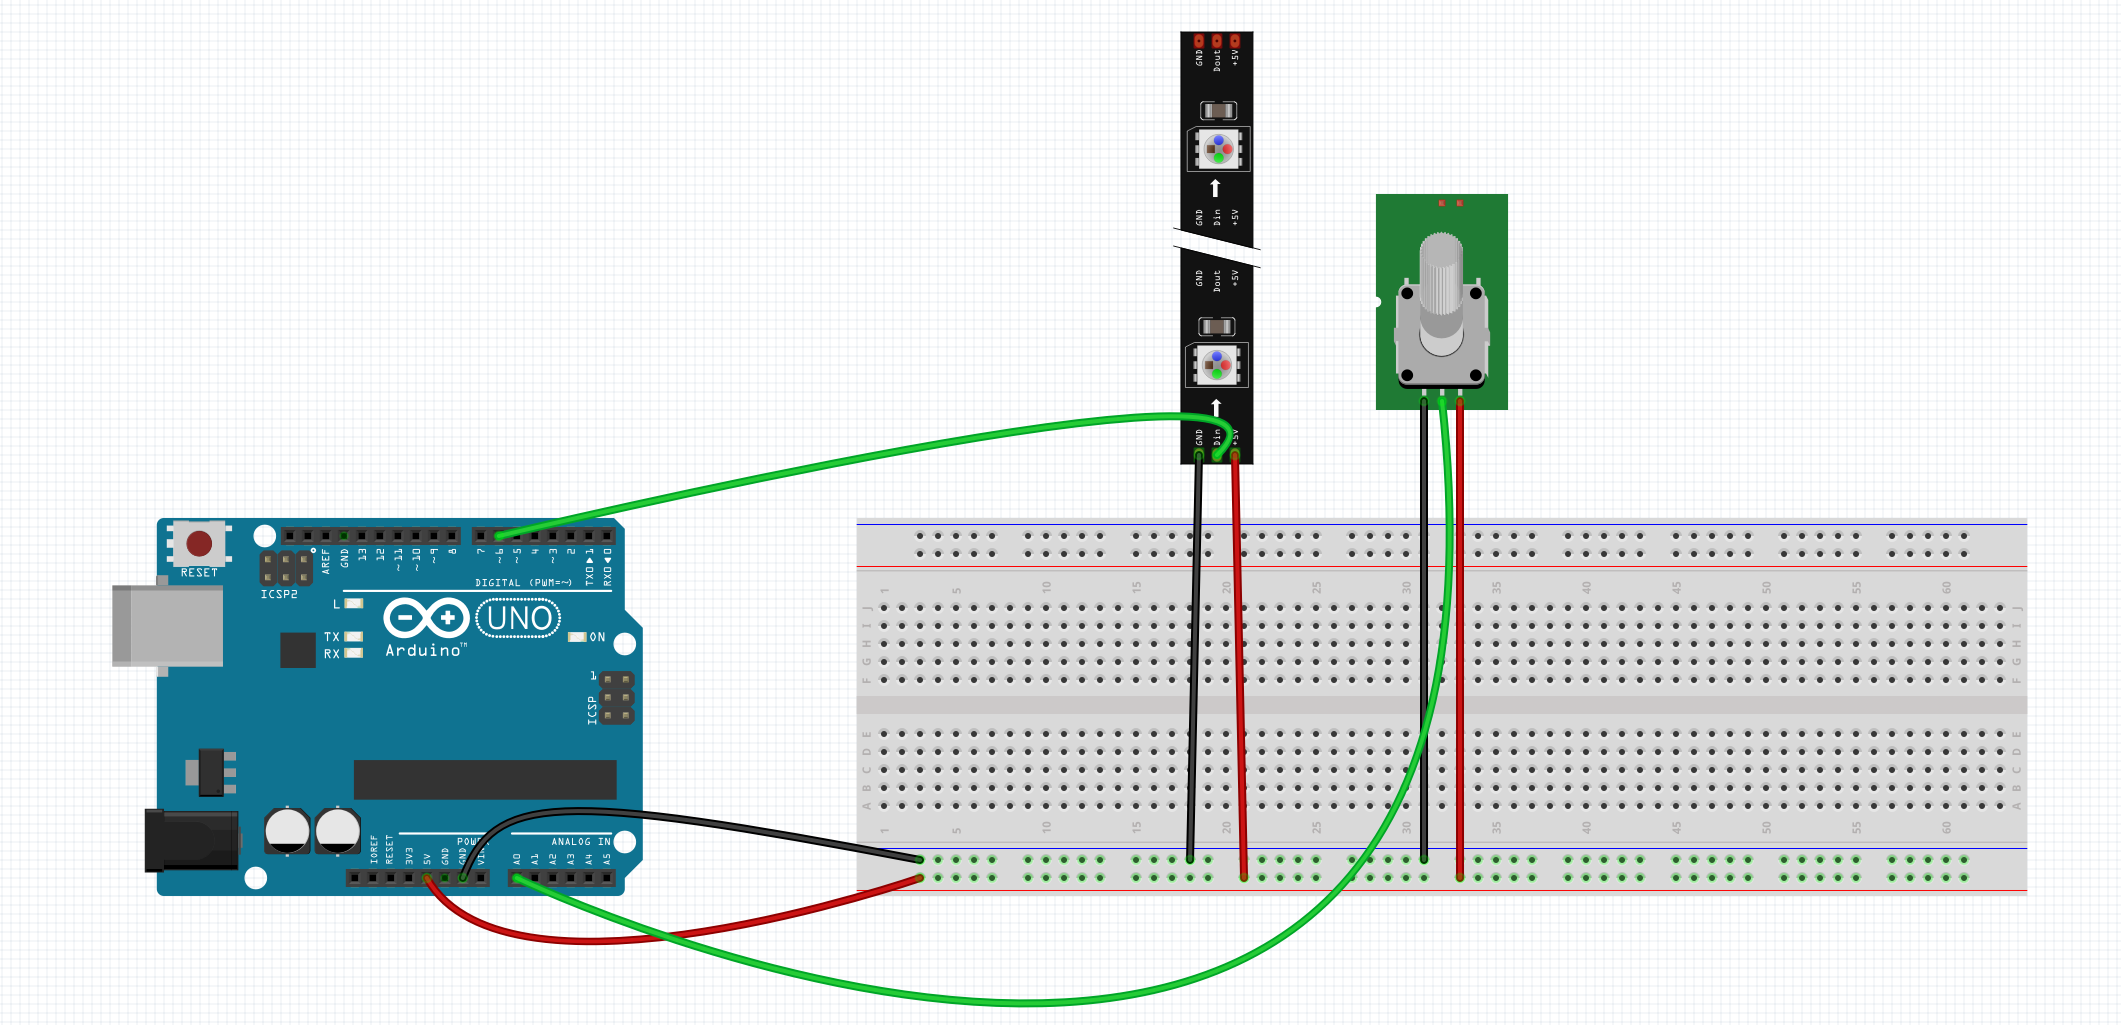 GND
Dout
+5V
GND
Din
+5V
GND
Dout
+5V
GND
Din
+5V
RESET
ICSP2
AREF
GND
13
12
~11
~10
~9
8
7
~6
~5
4
~3
2
TX0▶1
RX0◀0
DIGITAL (PWM=~)
L
TX
RX
UNO
ON
Arduino™
1
ICSP
IOREF
RESET
3V3
5V
GND
GND
VIN
ANALOG IN
A0
A1
A2
A3
A4
A5
1 5 10 15 20 25 30 35 40 45 50 55 60
J J
I I
H H
G G
F F
E E
D D
C C
B B
A A
1 5 10 15 20 25 30 35 40 45 50 55 60